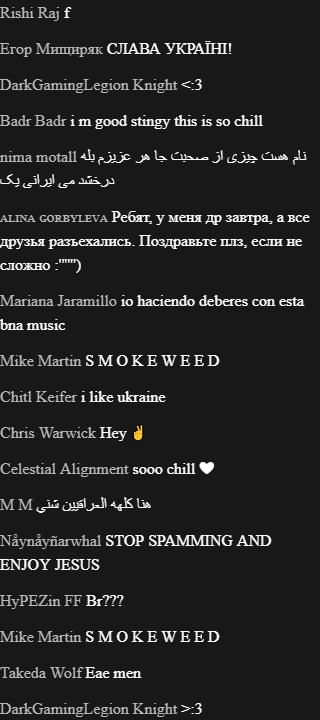 Rishi Raj f
Егор Мищиряк СЛАВА УКРАЇНІ!
DarkGamingLegion Knight <:3
Badr Badr i m good stingy this is so chill
nima motall نام هست چیزی از صحبت جا هر عزیزم بله
درخشد می ایرانی یک
ALINA GORBYLEVA Ребят, у меня др завтра, а все
друзья разъехались. Поздравьте плз, если не
сложно :'''''')
Mariana Jaramillo io haciendo deberes con esta
bna music
Mike Martin S M O K E W E E D
Chitl Keifer i like ukraine
Chris Warwick Hey ✌
Celestial Alignment sooo chill 🤍
M M هنا كلهه العراقيين شني
Nåynåyñarwhal STOP SPAMMING AND
ENJOY JESUS
HyPEZin FF Br???
Mike Martin S M O K E W E E D
Takeda Wolf Eae men
DarkGamingLegion Knight >:3